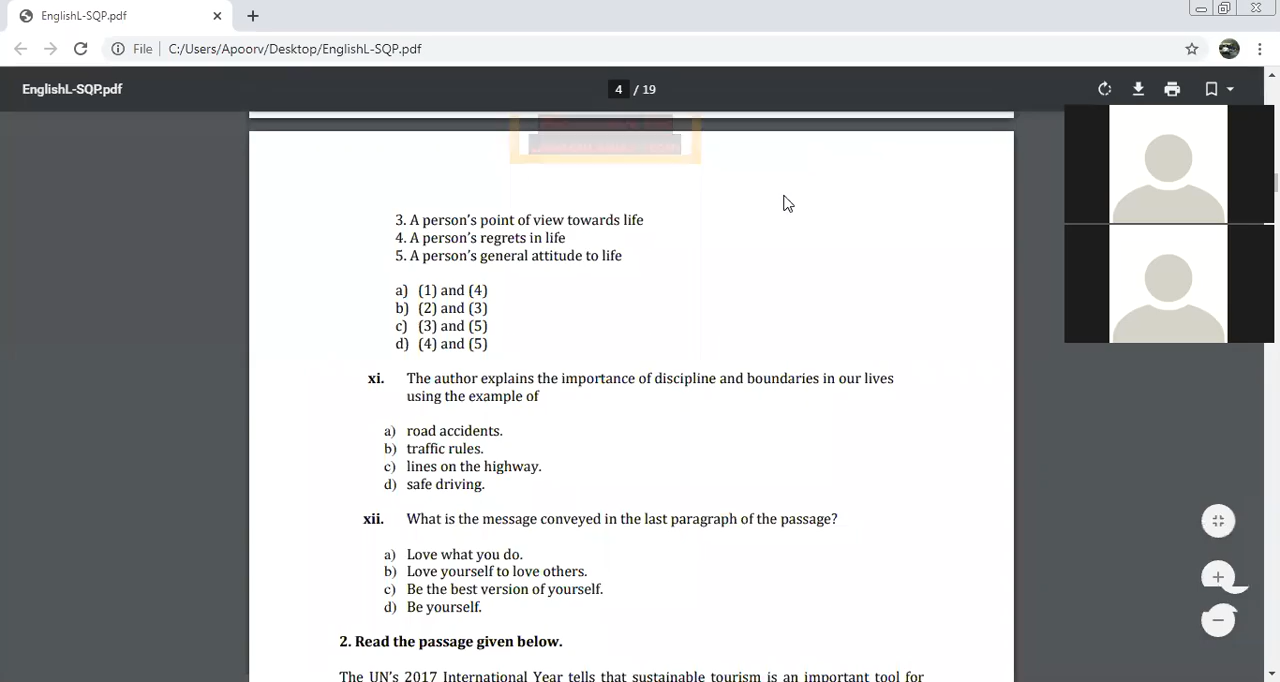 EnglishL-SQP.pdf
File
C:/Users/Apoorv/Desktop/EnglishL-SQP.pdf
EnglishL-SQP.pdf
4 / 19
3. A person's point of view towards life
4. A person's regrets in life
5. A person's general attitude to life
a) (1) and (4)
b) (2) and (3)
c) (3) and (5)
d) (4) and (5)
xi. The author explains the importance of discipline and boundaries in our lives
using the example of
a) road accidents.
b) traffic rules.
c) lines on the highway.
d) safe driving.
xii. What is the message conveyed in the last paragraph of the passage?
a) Love what you do.
b) Love yourself to love others.
c) Be the best version of yourself.
d) Be yourself.
2. Read the passage given below.
The UN's 2017 International Year tells that sustainable tourism is an important tool for